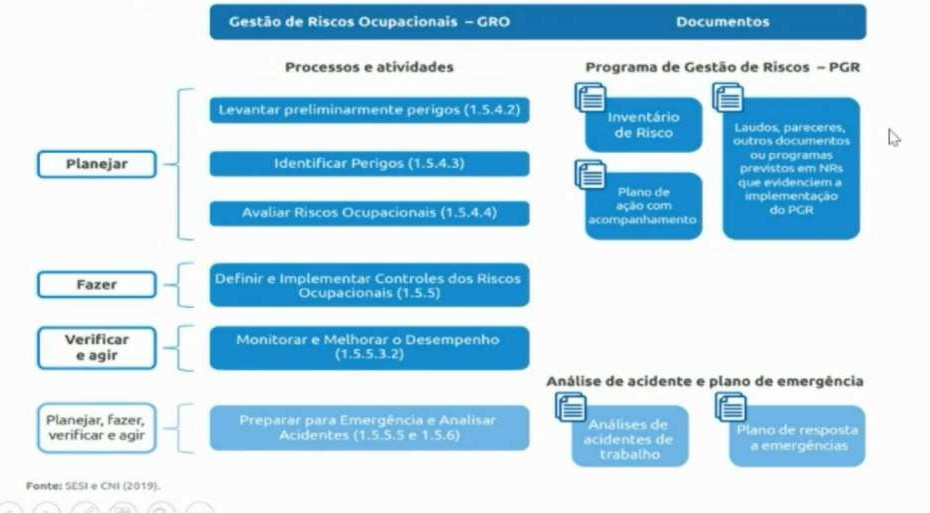 Gestão de Riscos Ocupacionais – GRO
Documentos
Processos e atividades
Programa de Gestão de Riscos – PGR
Planejar
Levantar preliminarmente perigos (1.5.4.2)
Identificar Perigos (1.5.4.3)
Avaliar Riscos Ocupacionais (1.5.4.4)
Inventário
de Risco
Plano de
ação com
acompanhamento
Laudos, pareceres,
outros documentos
ou programas
previstos em NRs
que evidenciem a
implementação
do PGR
Fazer
Definir e Implementar Controles dos Riscos
Ocupacionais (1.5.5)
Verificar
e agir
Monitorar e Melhorar o Desempenho
(1.5.5.3.2)
Análise de acidente e plano de emergência
Planejar, fazer,
verificar e agir
Preparar para Emergência e Analisar
Acidentes (1.5.5.5 e 1.5.6)
Análises de
acidentes de
trabalho
Plano de resposta
a emergências
Fonte: SESI e CNI (2019).